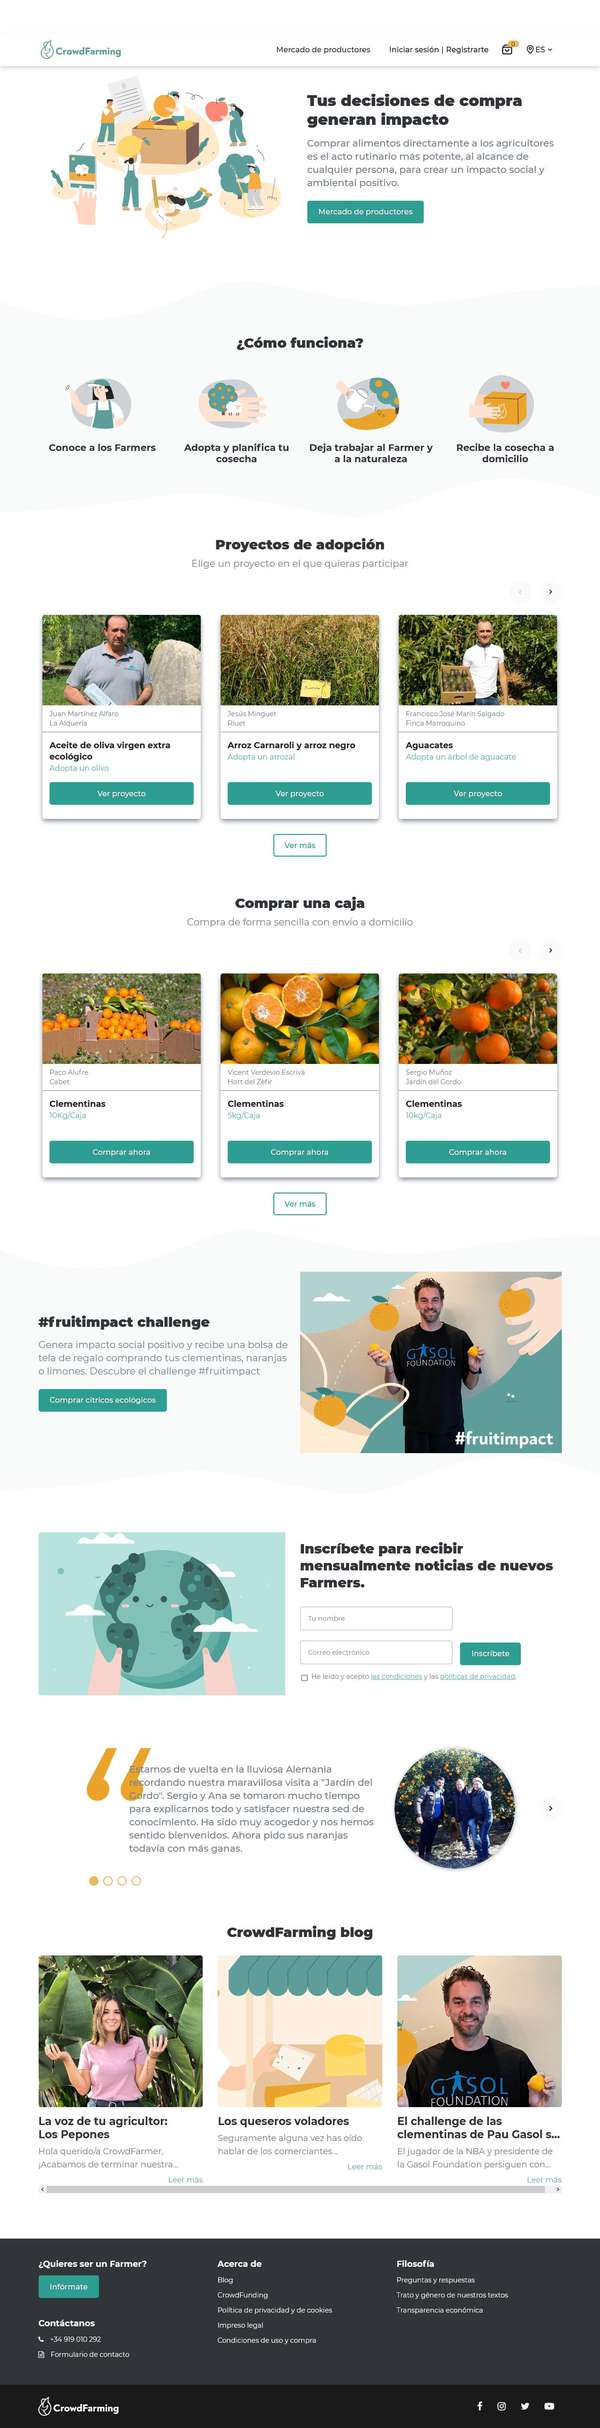 CrowdFarming
Mercado de productores
Iniciar sesión | Registrarte
0
ES
Tus decisiones de compra
generan impacto
Comprar alimentos directamente a los agricultores
es el acto rutinario más potente, al alcance de
cualquier persona, para crear un impacto social y
ambiental positivo.
Mercado de productores
¿Cómo funciona?
Conoce a los Farmers
Adopta y planifica tu
cosecha
Deja trabajar al Farmer y
a la naturaleza
Recibe la cosecha a
domicilio
Proyectos de adopción
Elige un proyecto en el que quieras participar
Juan Martínez Alfaro
La Alquería
Aceite de oliva virgen extra
ecológico
Adopta un olivo
Ver proyecto
Jesús Minguet
Riuet
Arroz Carnaroli y arroz negro
Adopta un arrozal
Ver proyecto
Francisco José Marín Salgado
Finca Marroquino
Aguacates
Adopta un árbol de aguacate
Ver proyecto
Ver más
Comprar una caja
Compra de forma sencilla con envío a domicilio
Paco Alufre
Cabet
Clementinas
10Kg/Caja
Comprar ahora
Vicent Verdevio Escrivá
Hort del Zèfir
Clementinas
5kg/Caja
Comprar ahora
Sergio Muñoz
Jardín del Gordo
Clementinas
10kg/Caja
Comprar ahora
Ver más
#fruitimpact challenge
Genera impacto social positivo y recibe una bolsa de
tela de regalo comprando tus clementinas, naranjas
o limones. Descubre el challenge #fruitimpact
Comprar cítricos ecológicos
GASOL
FOUNDATION
#fruitimpact
Inscríbete para recibir
mensualmente noticias de nuevos
Farmers.
Tu nombre
Correo electrónico
Inscríbete
He leído y acepto las condiciones y las políticas de privacidad.
Estamos de vuelta en la lluviosa Alemania
recordando nuestra maravillosa visita a "Jardín del
Gordo". Sergio y Ana se tomaron mucho tiempo
para explicarnos todo y satisfacer nuestra sed de
conocimiento. Ha sido muy acogedor y nos hemos
sentido bienvenidos. Ahora pido sus naranjas
todavía con más ganas.
CrowdFarming blog
La voz de tu agricultor:
Los Pepones
Hola querido/a CrowdFarmer,
¡Acabamos de terminar nuestra...
Leer más
Los queseros voladores
Seguramente alguna vez has oído
hablar de los comerciantes...
Leer más
GASOL
FOUNDATION
El challenge de las
clementinas de Pau Gasol s...
El jugador de la NBA y presidente de
la Gasol Foundation persiguen con...
Leer más
¿Quieres ser un Farmer?
Infórmate
Contáctanos
+34 919 010 292
Formulario de contacto
Acerca de
Blog
CrowdFunding
Política de privacidad y de cookies
Impreso legal
Condiciones de uso y compra
Filosofía
Preguntas y respuestas
Trato y género de nuestros textos
Transparencia económica
CrowdFarming